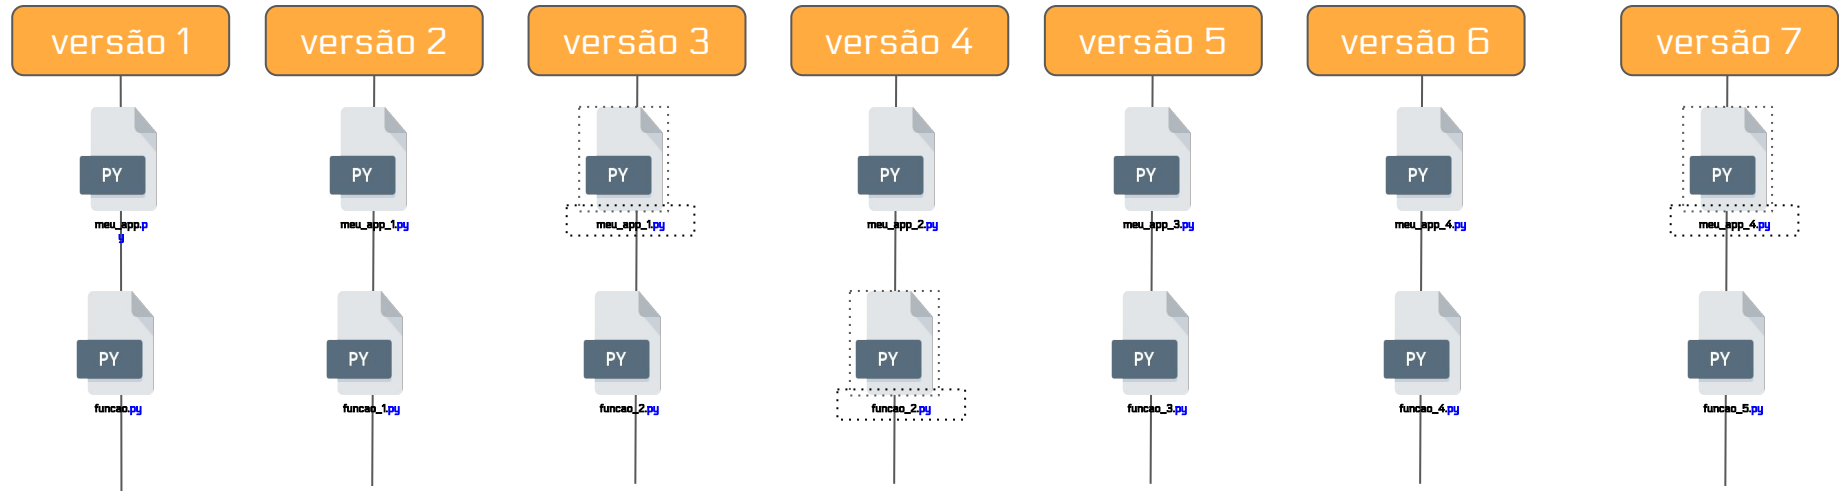 versão 1
versão 2
versão 3
versão 4
versão 5
versão 6
versão 7
PY
PY
PY
PY
PY
PY
PY
meu_app.p
y
meu_app_1.py
meu_app_1.py
meu_app_2.py
meu_app_3.py
meu_app_4.py
meu_app_4.py
PY
PY
PY
PY
PY
PY
PY
funcao.py
funcao_1.py
funcao_2.py
funcao_2.py
funcao_3.py
funcao_4.py
funcao_5.py